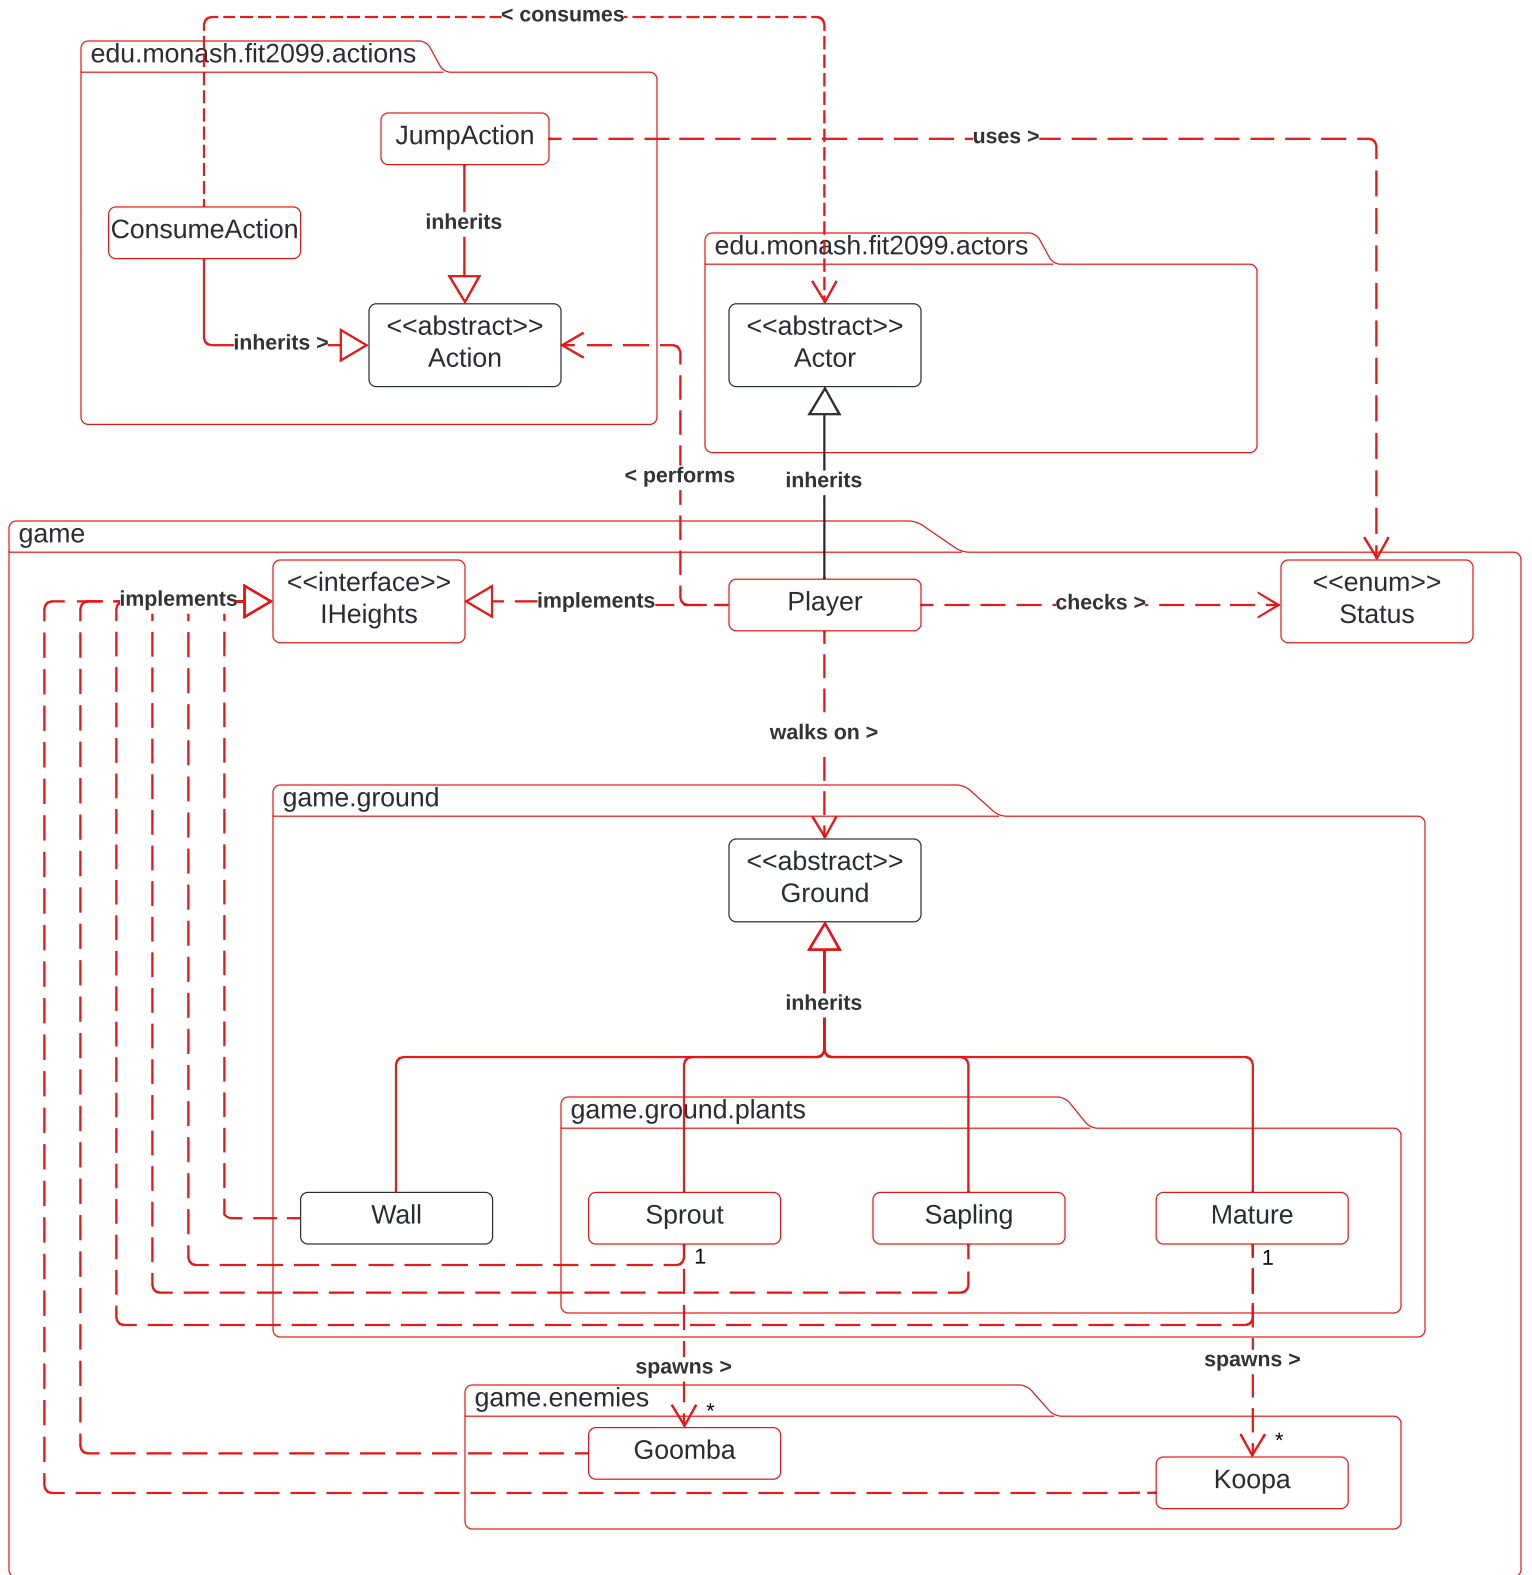 < consumes
edu.monash.fit2099.actions
JumpAction
uses >
ConsumeAction
inherits
edu.monash.fit2099.actors
inherits >
<<abstract>>
Action
<<abstract>>
Actor
< performs
inherits
game
implements
<<interface>>
IHeights
implements
Player
checks >
<<enum>>
Status
walks on >
game.ground
<<abstract>>
Ground
inherits
game.ground.plants
Wall
Sprout
Sapling
Mature
1
1
spawns >
spawns >
game.enemies
*
*
Goomba
Koopa